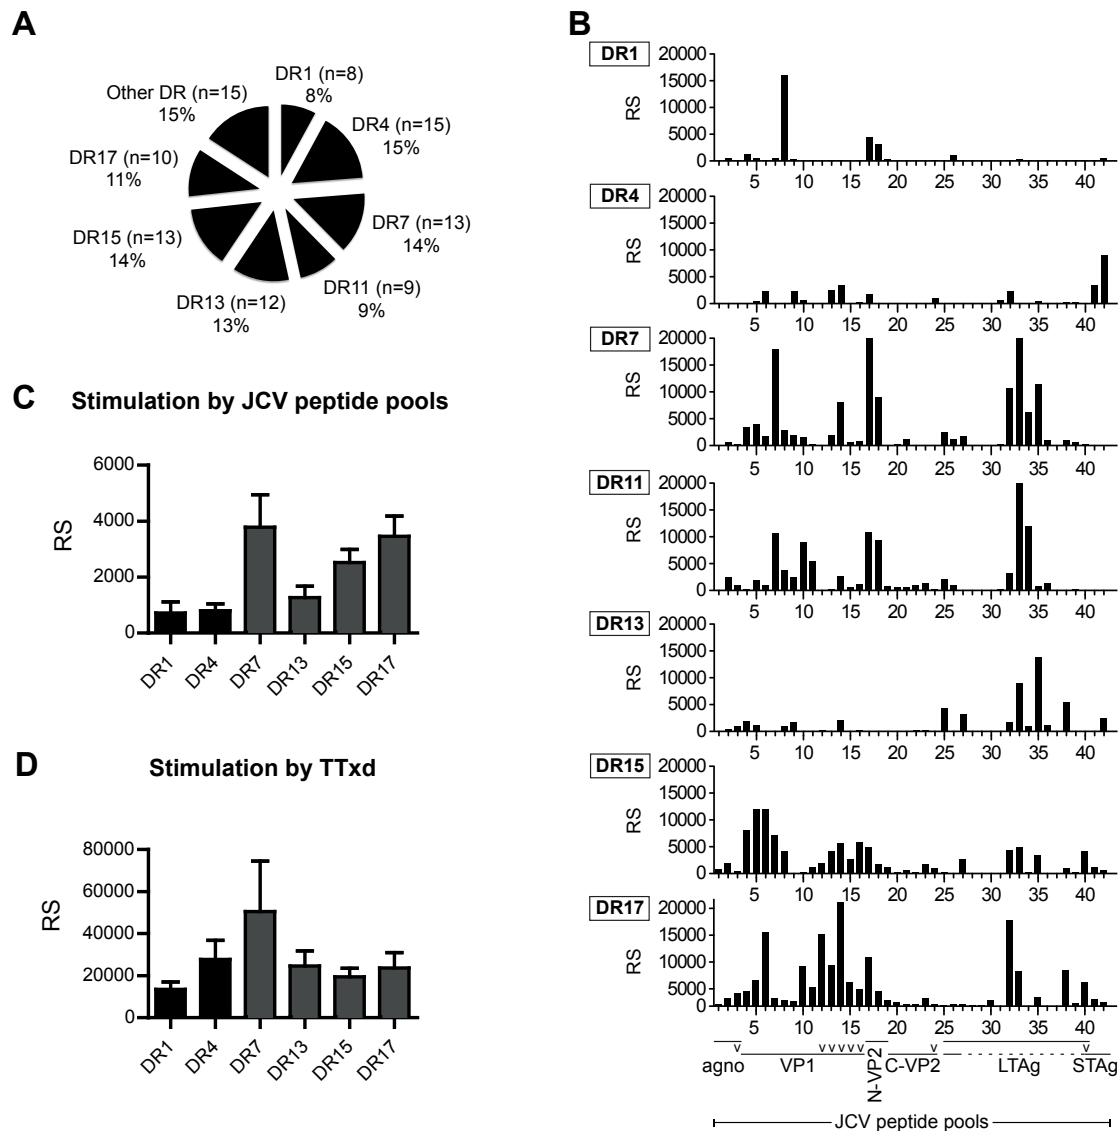 A
DR1 (n=8)
8%
DR4 (n=15)
15%
DR7 (n=13)
14%
DR11 (n=9)
9%
DR13 (n=12)
13%
DR15 (n=13)
14%
DR17 (n=10)
11%
Other DR (n=15)
15%
B
DR1
RS
20000
15000
10000
5000
0
5 10 15 20 25 30 35 40
DR4
RS
20000
15000
10000
5000
0
5 10 15 20 25 30 35 40
DR7
RS
20000
15000
10000
5000
0
5 10 15 20 25 30 35 40
DR11
RS
20000
15000
10000
5000
0
5 10 15 20 25 30 35 40
DR13
RS
20000
15000
10000
5000
0
5 10 15 20 25 30 35 40
DR15
RS
20000
15000
10000
5000
0
5 10 15 20 25 30 35 40
DR17
RS
20000
15000
10000
5000
0
5 10 15 20 25 30 35 40
v v v v v v v v
agno VP1 N-VP2 C-VP2 LTAg STAg
JCV peptide pools
C Stimulation by JCV peptide pools
RS
6000
4000
2000
0
DR1 DR4 DR7 DR13 DR15 DR17
D Stimulation by TTxd
RS
80000
60000
40000
20000
0
DR1 DR4 DR7 DR13 DR15 DR17